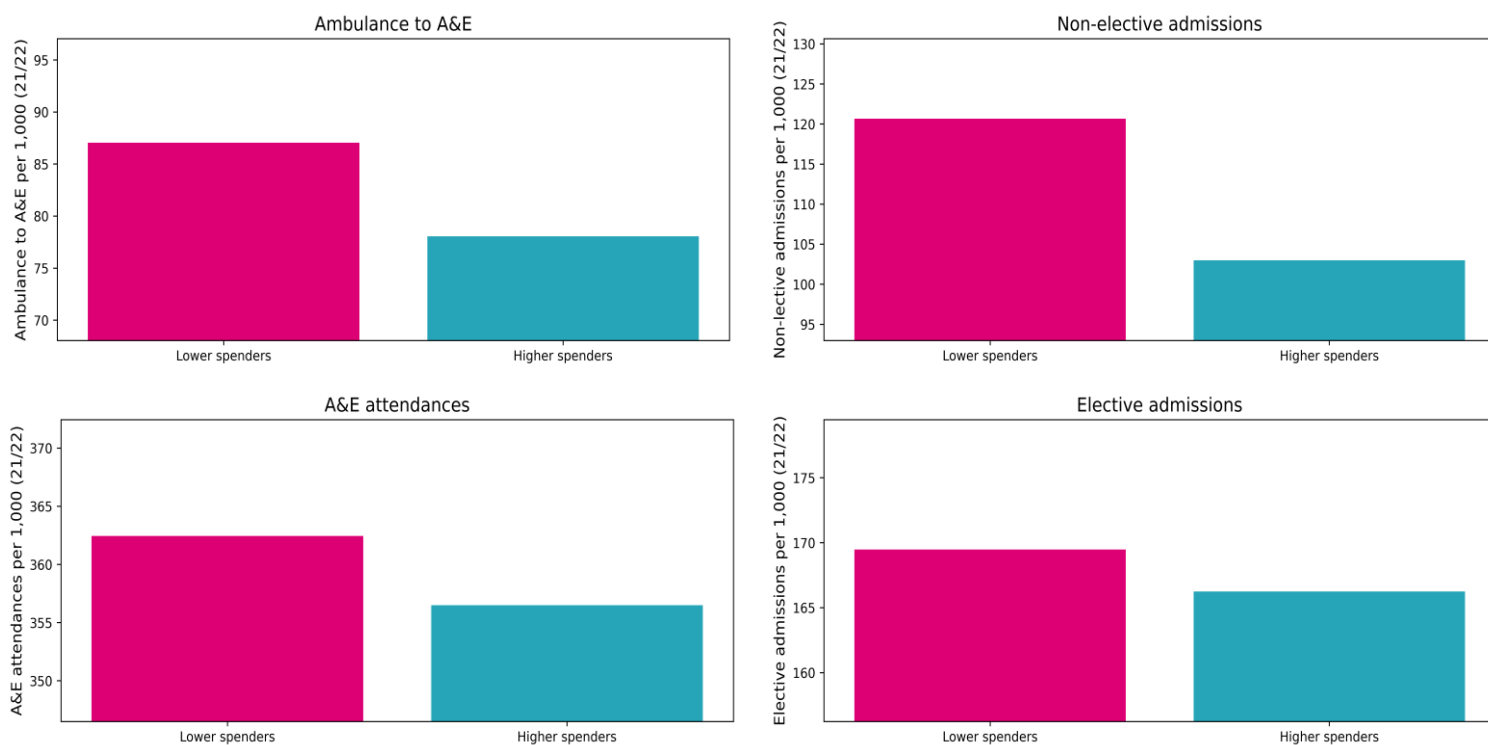 Ambulance to A&E
Ambulance to A&E per 1,000 (21/22)
95
90
85
80
75
70
Lower spenders
Higher spenders
Non-elective admissions
Non-lective admissions per 1,000 (21/22)
130
125
120
115
110
105
100
95
Lower spenders
Higher spenders
A&E attendances
A&E attendances per 1,000 (21/22)
370
365
360
355
350
Lower spenders
Higher spenders
Elective admissions
Elective admissions per 1,000 (21/22)
175
170
165
160
Lower spenders
Higher spenders